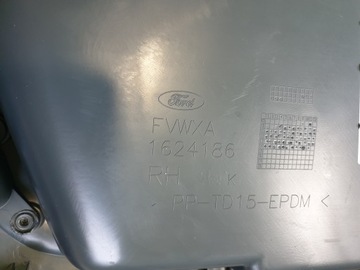 Ford
FVWXA
1624186
RH
PP-TD15-EPDM <